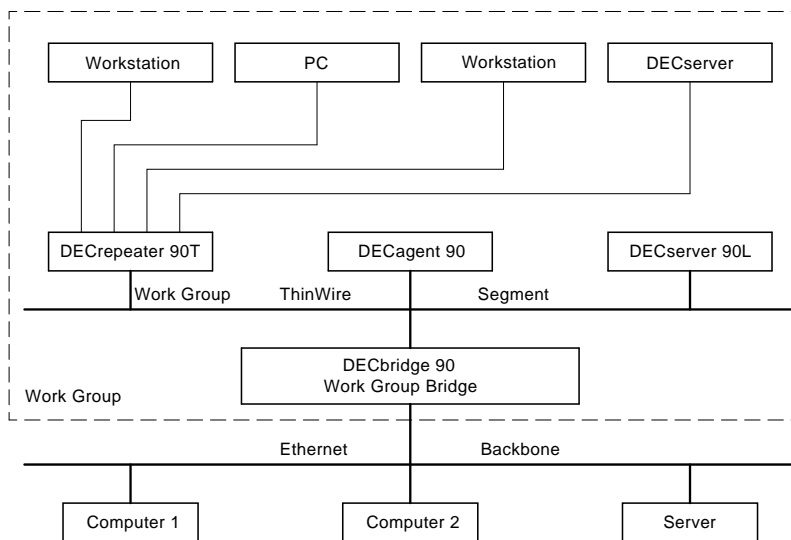 Workstation
PC
Workstation
DECserver
DECrepeater 90T
DECagent 90
DECserver 90L
Work Group ThinWire Segment
DECbridge 90
Work Group Bridge
Work Group
Ethernet Backbone
Computer 1
Computer 2
Server